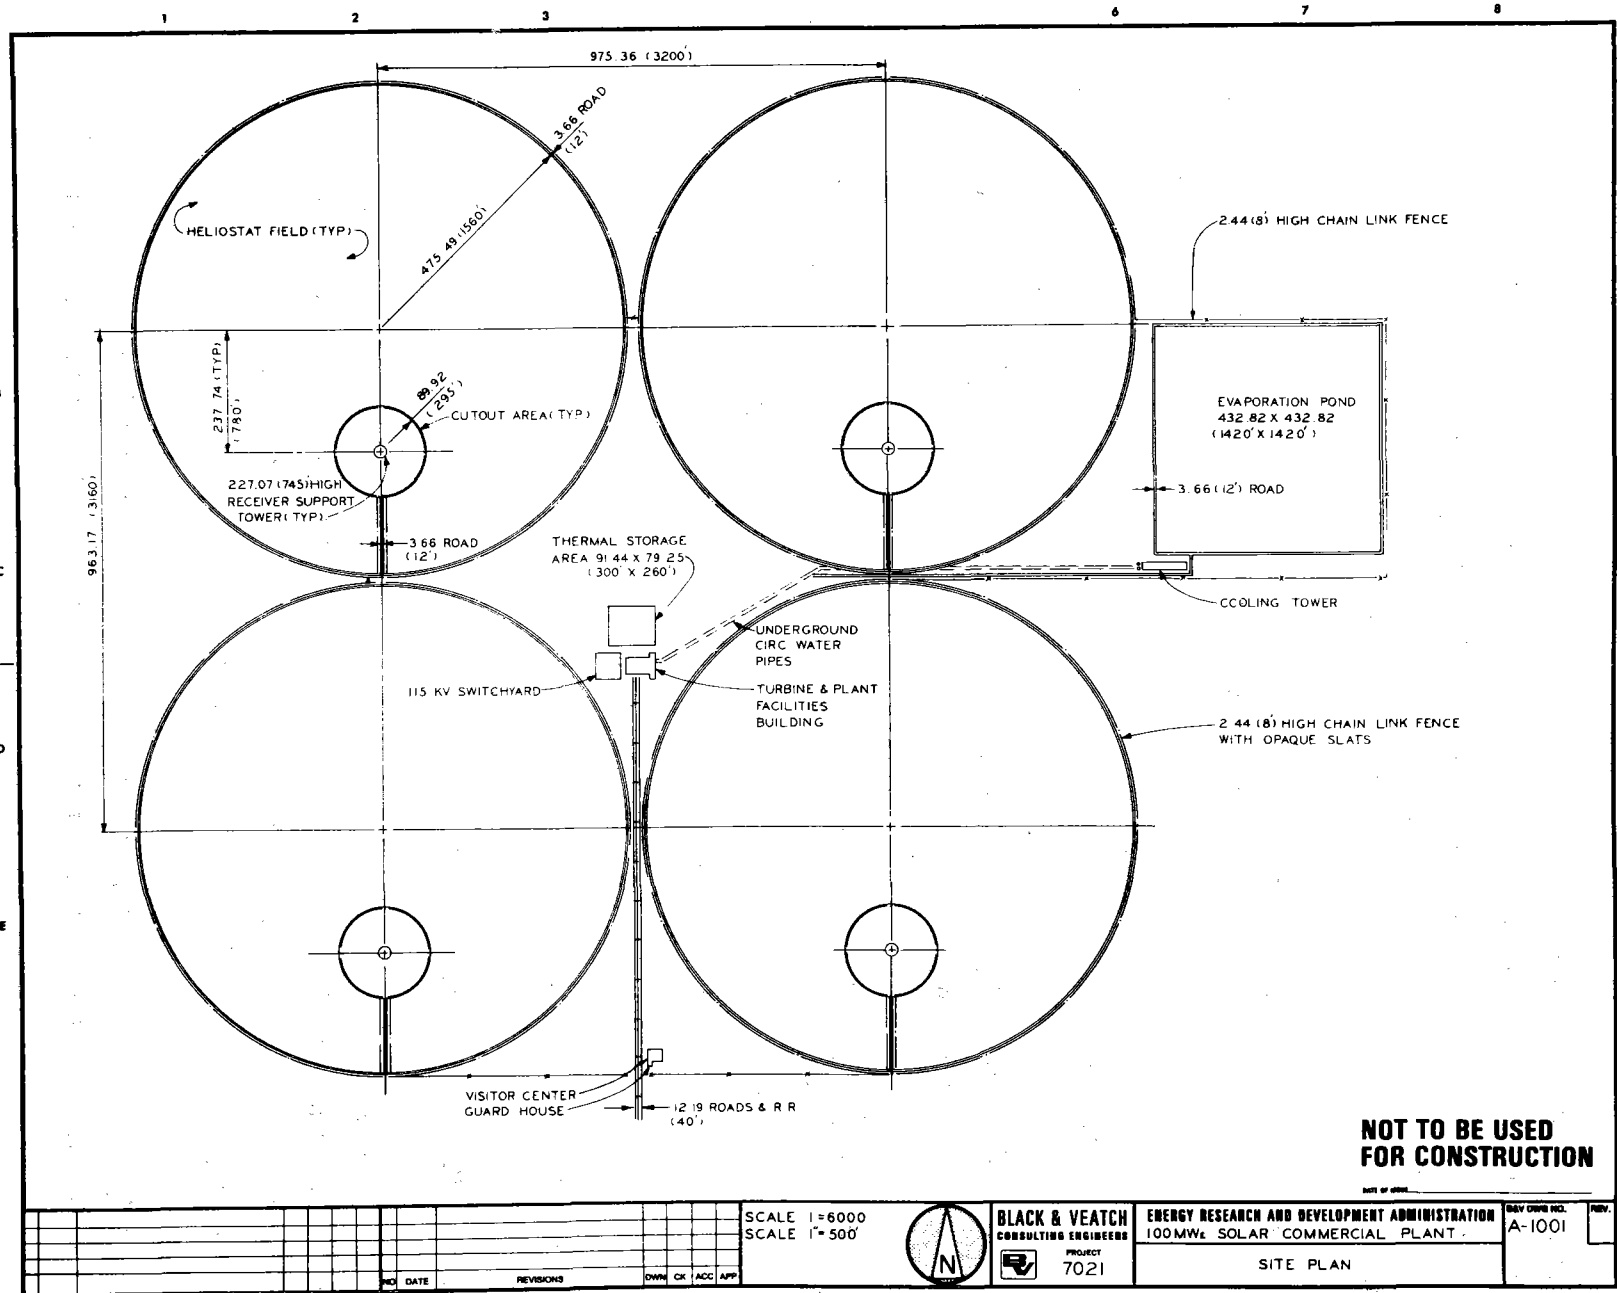 1 2 3 6 7 8
975.36 (3200')
3.66 ROAD
(12')
475.49 (1560')
HELIOSTAT FIELD (TYP)
2.44 (8') HIGH CHAIN LINK FENCE
237.74 (TYP)
(780')
89.92
(295')
CUTOUT AREA (TYP)
EVAPORATION POND
432.82 X 432.82
(1420' X 1420')
963.17 (3160)
227.07 (745') HIGH
RECEIVER SUPPORT
TOWER (TYP)
3.66 (12') ROAD
3.66 ROAD
(12')
THERMAL STORAGE
AREA 91.44 X 79.25
(300' X 260')
C
COOLING TOWER
UNDERGROUND
CIRC WATER
PIPES
115 KV SWITCHYARD
TURBINE & PLANT
FACILITIES
BUILDING
2.44 (8') HIGH CHAIN LINK FENCE
WITH OPAQUE SLATS
D
E
VISITOR CENTER
GUARD HOUSE
12.19 ROADS & R R
(40')
NOT TO BE USED
FOR CONSTRUCTION
DATE OF ISSUE
SCALE 1=6000
SCALE 1"=500'
N
BLACK & VEATCH
CONSULTING ENGINEERS
BV
PROJECT
7021
ENERGY RESEARCH AND DEVELOPMENT ADMINISTRATION
100MWe SOLAR COMMERCIAL PLANT
SITE PLAN
B&V DWG NO.
A-1001
REV.
NO DATE REVISIONS DWN CK ACC APP